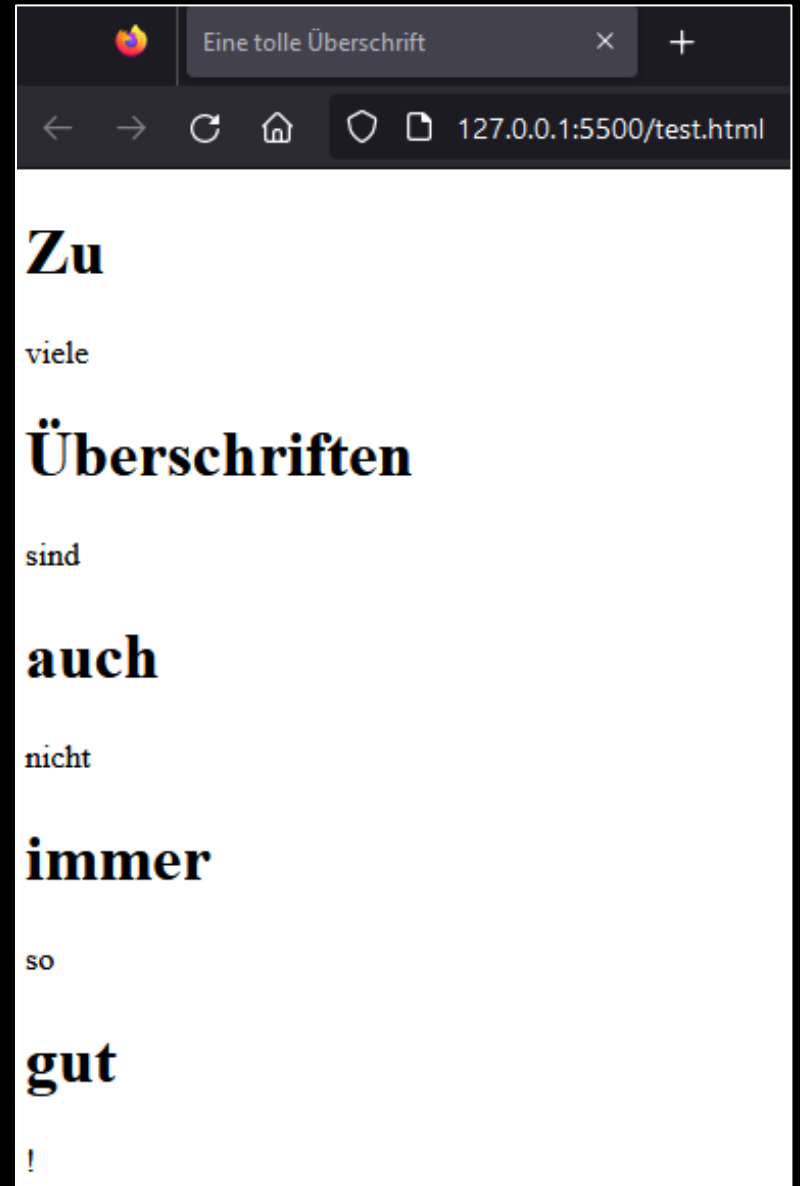 Eine tolle Überschrift
127.0.0.1:5500/test.html
Zu
viele
Überschriften
sind
auch
nicht
immer
so
gut
!